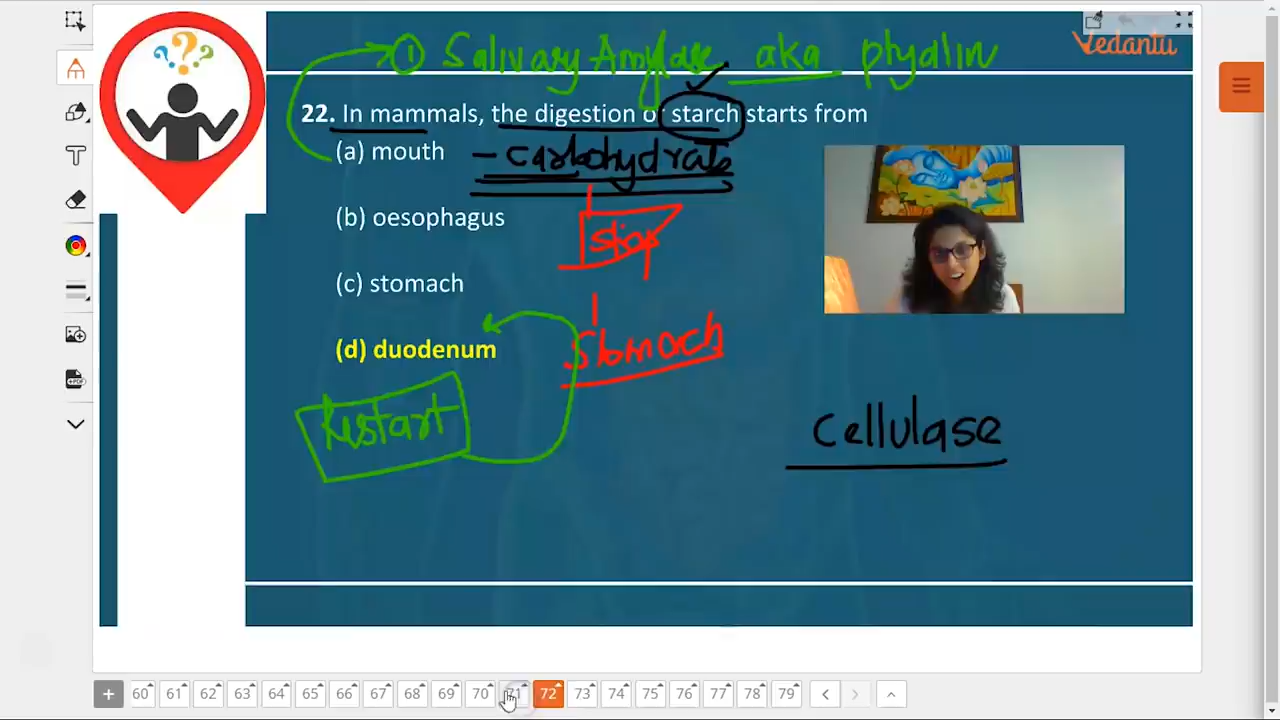 ① Salivary Amylase aka phyalin
Vedantu
22. In mammals, the digestion of starch starts from
(a) mouth
– carbohydrate
(b) oesophagus
stop
(c) stomach
Stomach
(d) duodenum
Restart
cellulase
60 61 62 63 64 65 66 67 68 69 70 71 72 73 74 75 76 77 78 79